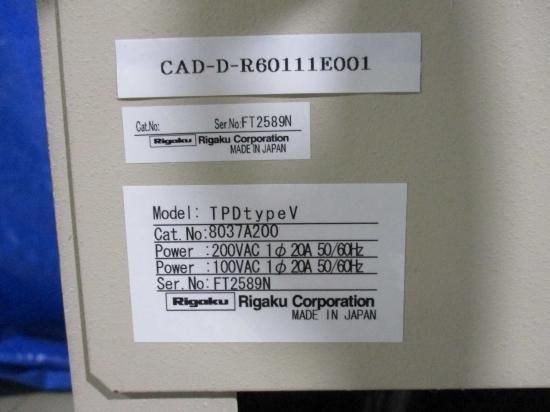 CAD-D-R60111E001
Cat.No: Ser.No:FT2589N
Rigaku Rigaku Corporation
MADE IN JAPAN
Model: TPDtypeV
Cat.No:8037A200
Power :200VAC 1φ 20A 50/60Hz
Power :100VAC 1φ 20A 50/60Hz
Ser.No:FT2589N
Rigaku Rigaku Corporation
MADE IN JAPAN